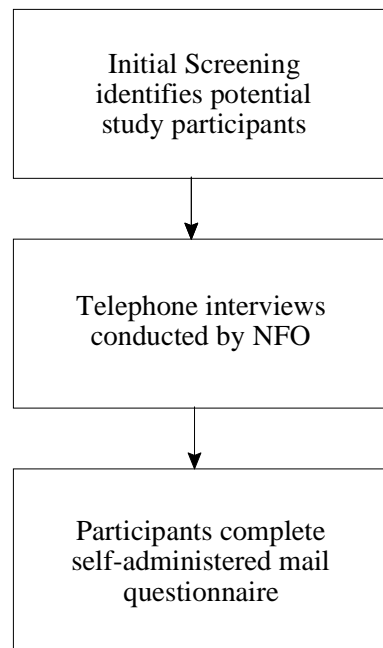 Initial Screening
identifies potential
study participants
Telephone interviews
conducted by NFO
Participants complete
self-administered mail
questionnaire